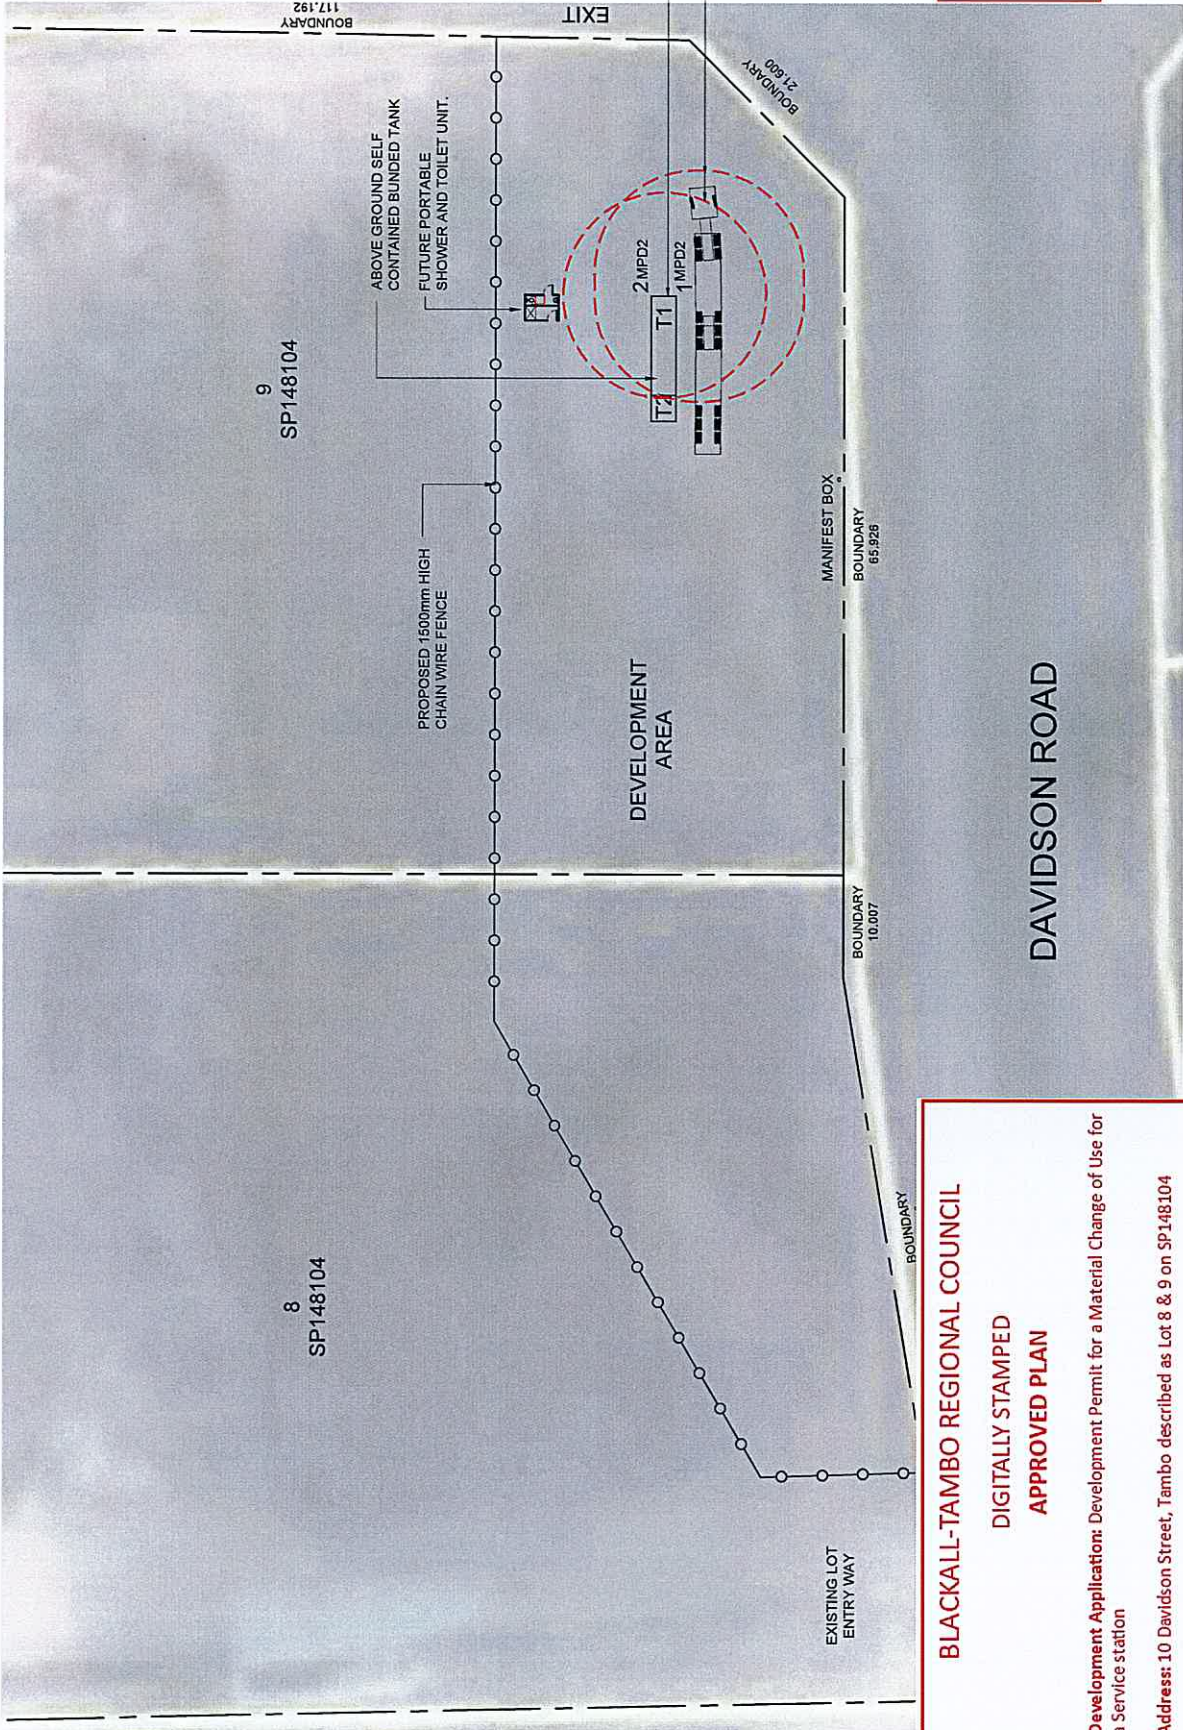 BOUNDARY
117.192
EXIT
BOUNDARY
21.600
ABOVE GROUND SELF
CONTAINED BUNDED TANK
FUTURE PORTABLE
SHOWER AND TOILET UNIT.
9
SP148104
PROPOSED 1500mm HIGH
CHAIN WIRE FENCE
2 MPD2
1 MPD2
T1
T2
MANIFEST BOX
BOUNDARY
65.926
DEVELOPMENT
AREA
DAVIDSON ROAD
BOUNDARY
10.007
8
SP148104
BOUNDARY
EXISTING LOT
ENTRY WAY
BLACKALL-TAMBO REGIONAL COUNCIL
DIGITALLY STAMPED
APPROVED PLAN
Development Application: Development Permit for a Material Change of Use for
a Service station
Address: 10 Davidson Street, Tambo described as Lot 8 & 9 on SP148104